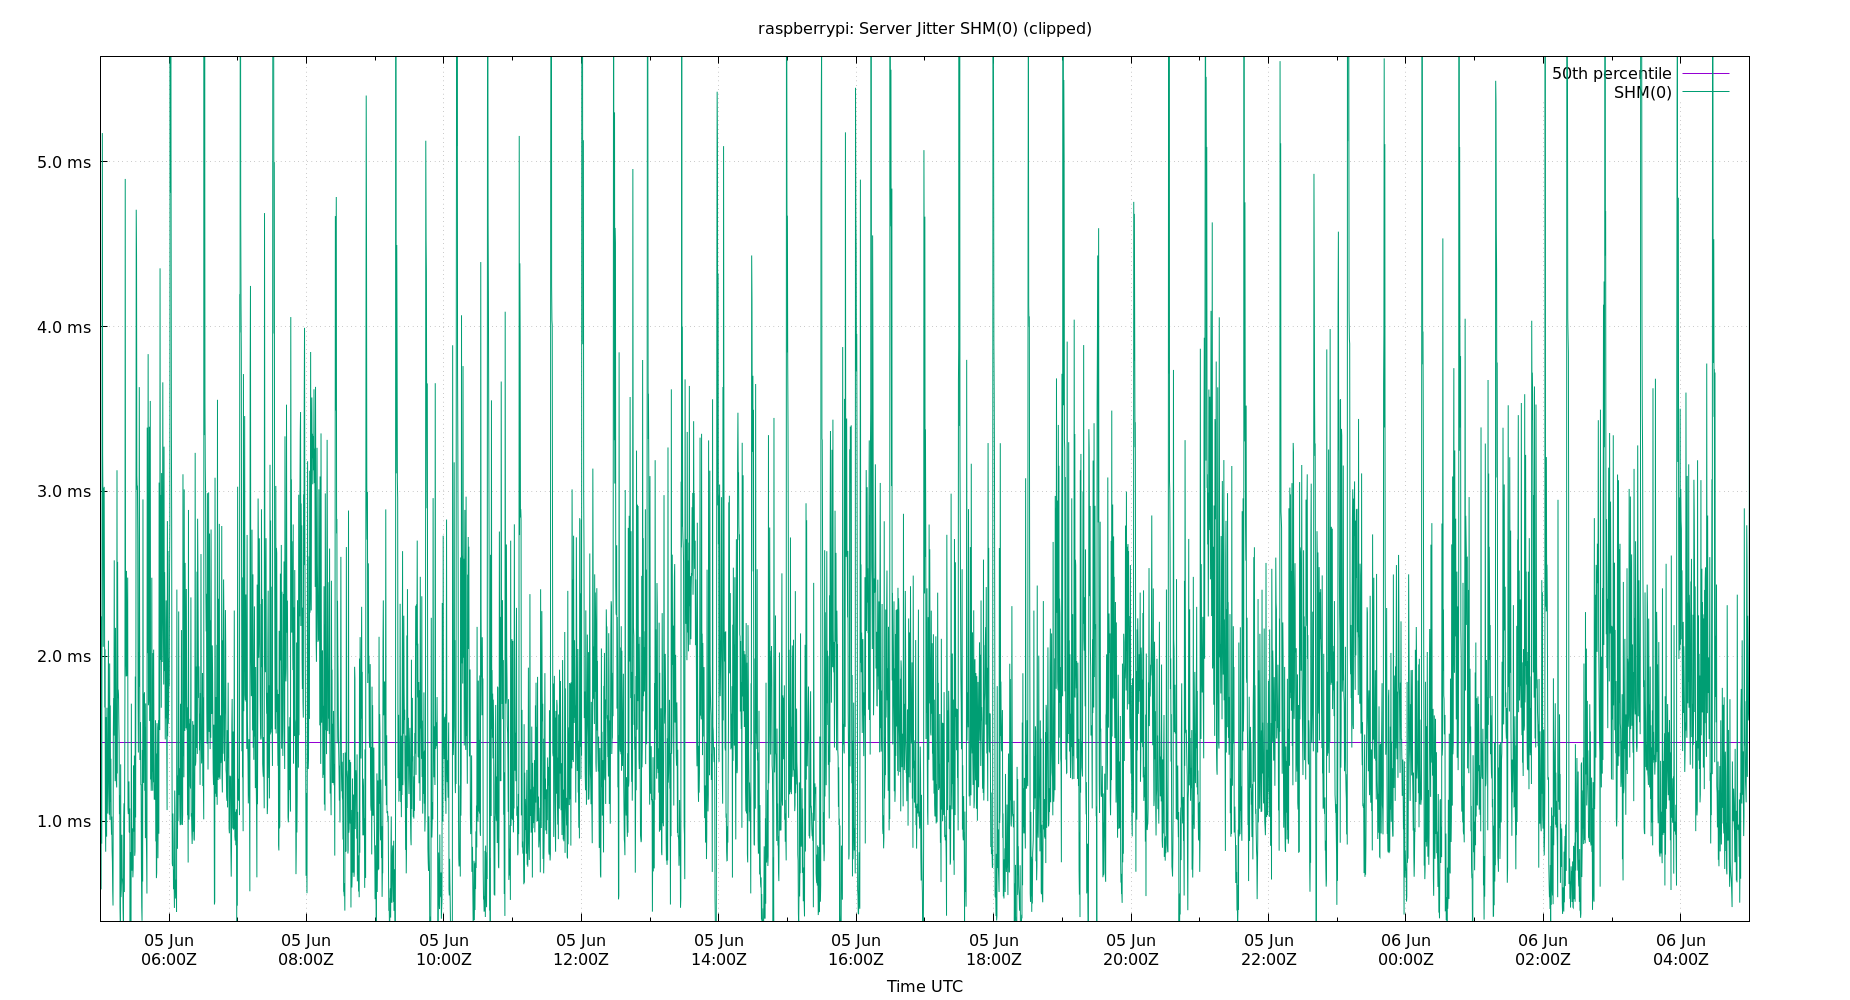 raspberrypi: Server Jitter SHM(0) (clipped)
50th percentile
SHM(0)
5.0 ms
4.0 ms
3.0 ms
2.0 ms
1.0 ms
05 Jun 05 Jun 05 Jun 05 Jun 05 Jun 05 Jun 05 Jun 05 Jun 05 Jun 06 Jun 06 Jun 06 Jun
06:00Z 08:00Z 10:00Z 12:00Z 14:00Z 16:00Z 18:00Z 20:00Z 22:00Z 00:00Z 02:00Z 04:00Z
Time UTC